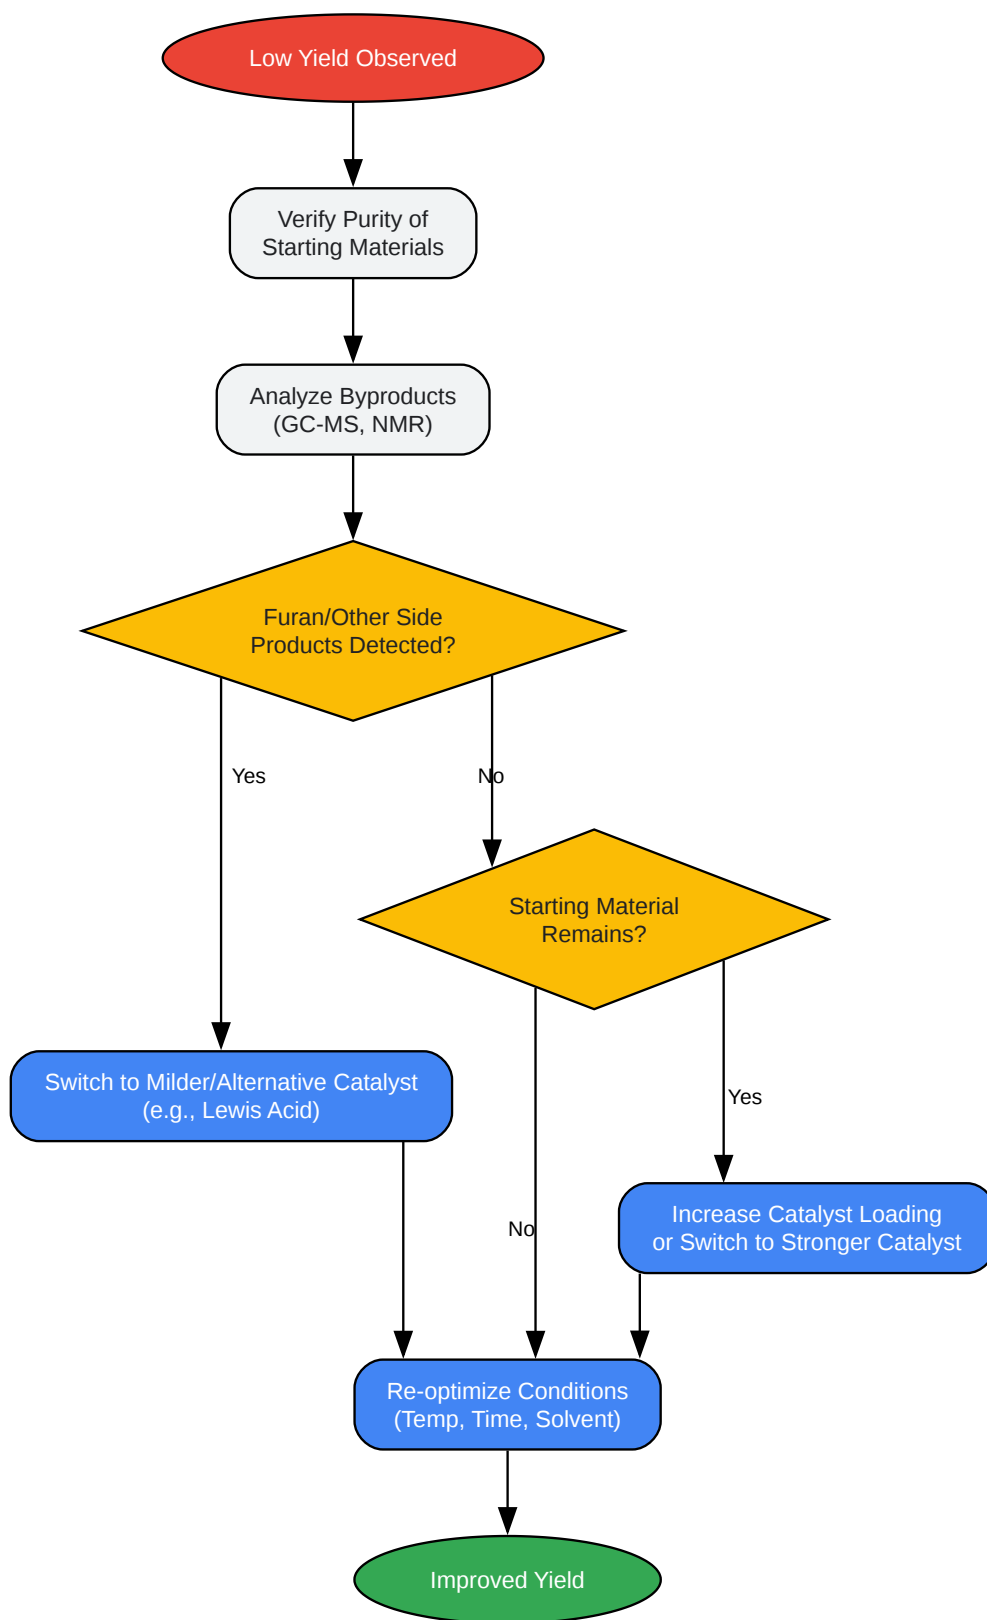 Low Yield Observed
Verify Purity of
Starting Materials
Analyze Byproducts
(GC-MS, NMR)
Furan/Other Side
Products Detected?
Yes
No
Starting Material
Remains?
Switch to Milder/Alternative Catalyst
(e.g., Lewis Acid)
Yes
No
Increase Catalyst Loading
or Switch to Stronger Catalyst
Re-optimize Conditions
(Temp, Time, Solvent)
Improved Yield